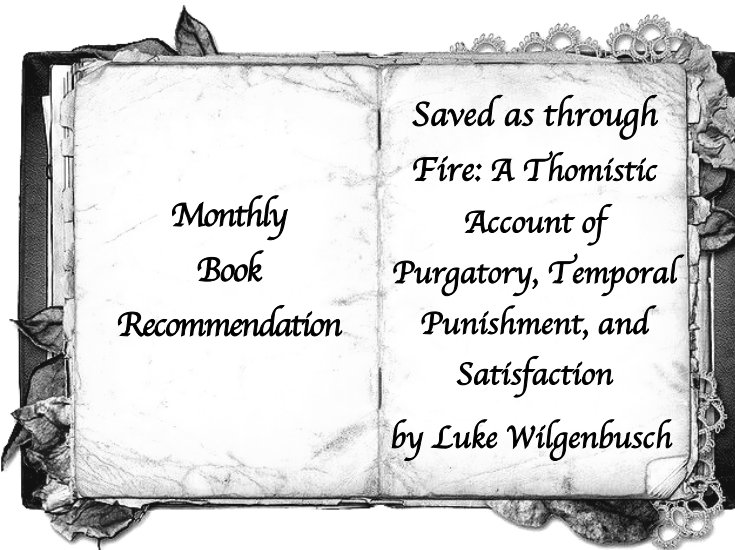 Monthly
Book
Recommendation
Saved as through
Fire: A Thomistic
Account of
Purgatory, Temporal
Punishment, and
Satisfaction
by Luke Wilgenbusch